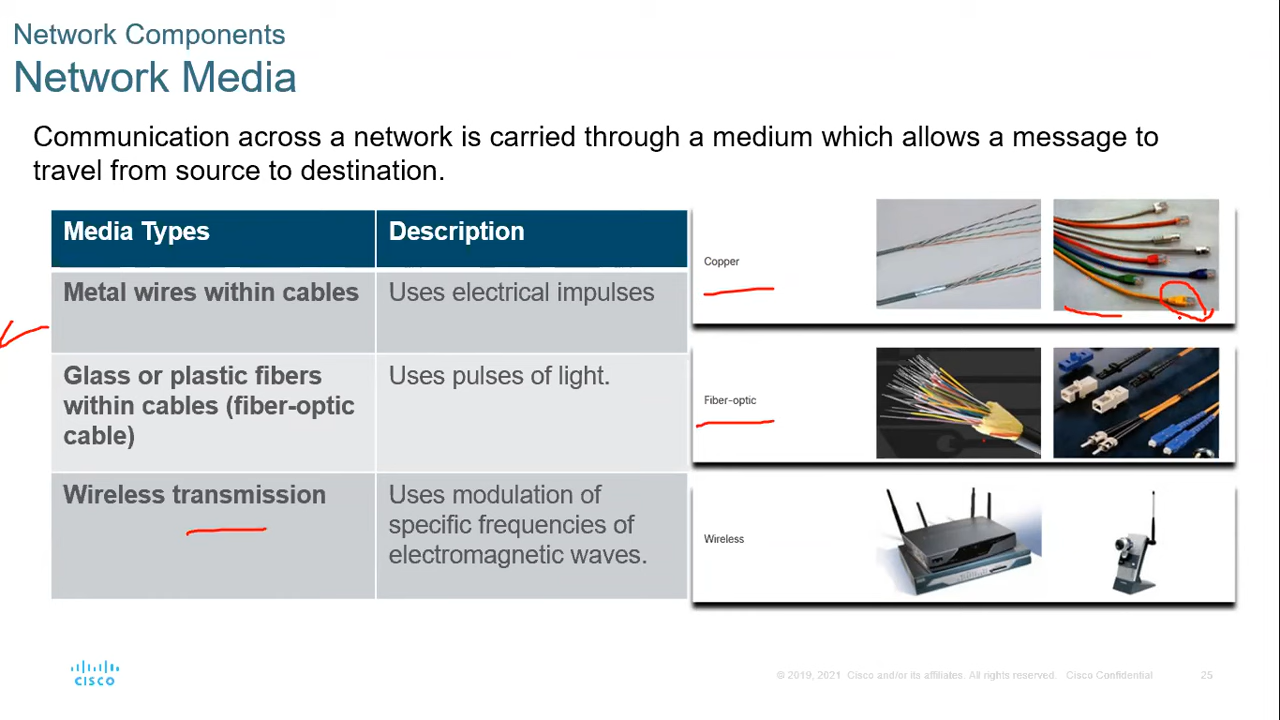 Network Components
Network Media
Communication across a network is carried through a medium which allows a message to
travel from source to destination.
Media Types
Description
Metal wires within cables
Uses electrical impulses
Glass or plastic fibers
within cables (fiber-optic
cable)
Uses pulses of light.
Wireless transmission
Uses modulation of
specific frequencies of
electromagnetic waves.
Copper
Fiber-optic
Wireless
CISCO
© 2019, 2021 Cisco and/or its affiliates. All rights reserved. Cisco Confidential
25